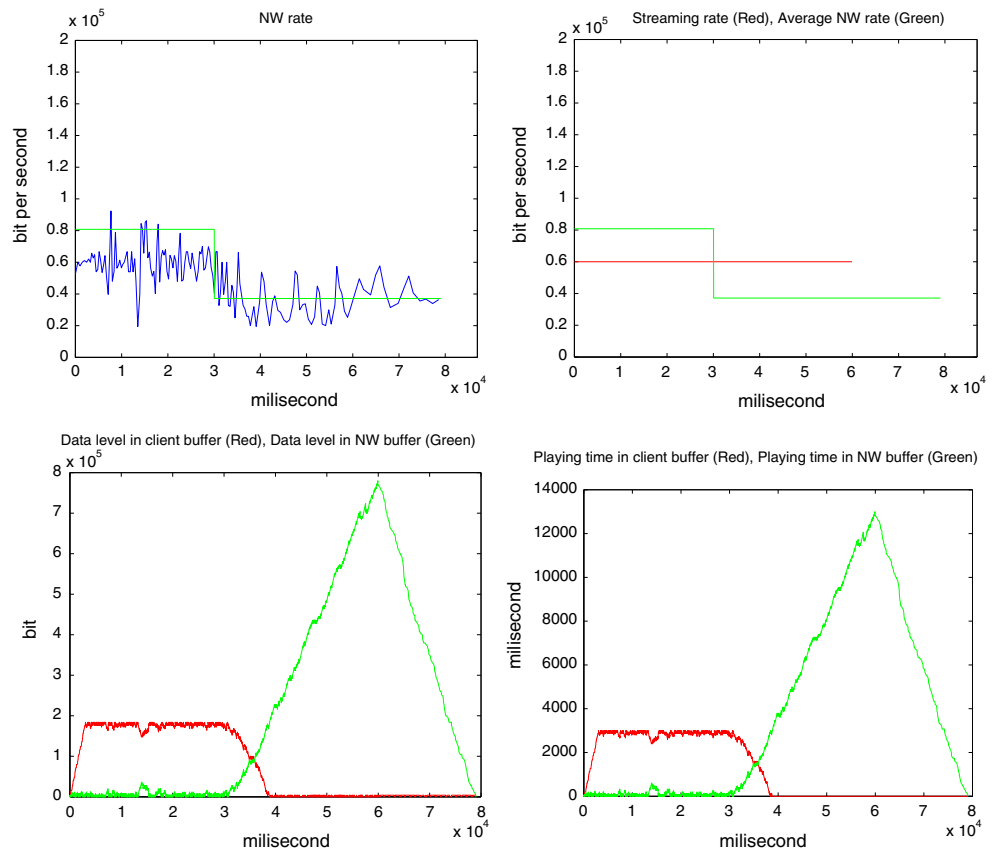 NW rate
x 10^5
2
1.8
1.6
1.4
1.2
1
0.8
0.6
0.4
0.2
0
bit per second
0 1 2 3 4 5 6 7 8
x 10^4
milisecond
Streaming rate (Red), Average NW rate (Green)
x 10^5
2
1.8
1.6
1.4
1.2
1
0.8
0.6
0.4
0.2
0
bit per second
0 1 2 3 4 5 6 7 8
x 10^4
milisecond
Data level in client buffer (Red), Data level in NW buffer (Green)
x 10^5
8
7
6
5
4
3
2
1
0
bit
0 1 2 3 4 5 6 7 8
x 10^4
milisecond
Playing time in client buffer (Red), Playing time in NW buffer (Green)
14000
12000
10000
8000
6000
4000
2000
0
milisecond
0 1 2 3 4 5 6 7 8
x 10^4
milisecond